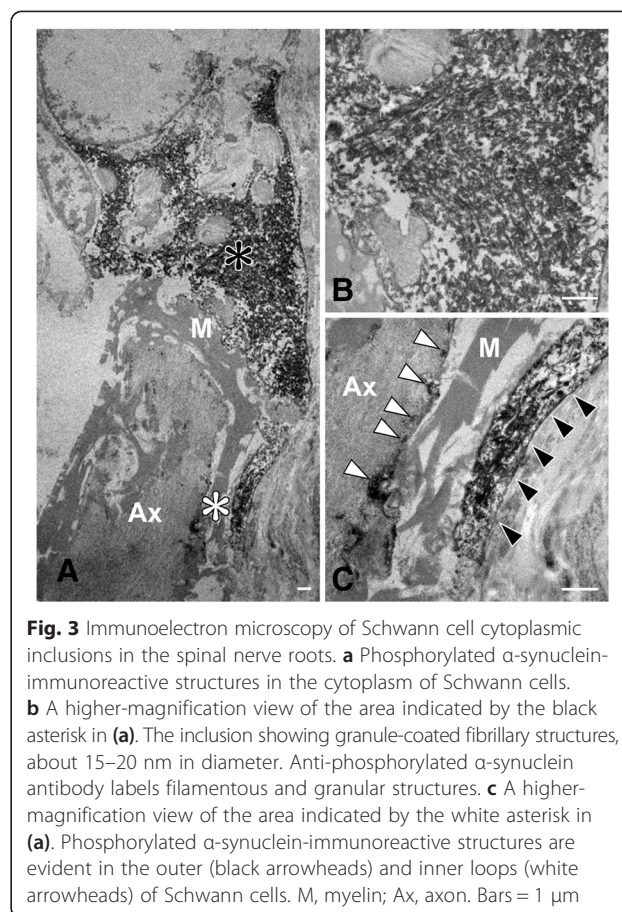 M
Ax
A
B
Ax
M
C
Fig. 3 Immunoelectron microscopy of Schwann cell cytoplasmic
inclusions in the spinal nerve roots. a Phosphorylated α-synuclein-
immunoreactive structures in the cytoplasm of Schwann cells.
b A higher-magnification view of the area indicated by the black
asterisk in (a). The inclusion showing granule-coated fibrillary structures,
about 15–20 nm in diameter. Anti-phosphorylated α-synuclein
antibody labels filamentous and granular structures. c A higher-
magnification view of the area indicated by the white asterisk in
(a). Phosphorylated α-synuclein-immunoreactive structures are
evident in the outer (black arrowheads) and inner loops (white
arrowheads) of Schwann cells. M, myelin; Ax, axon. Bars = 1 μm